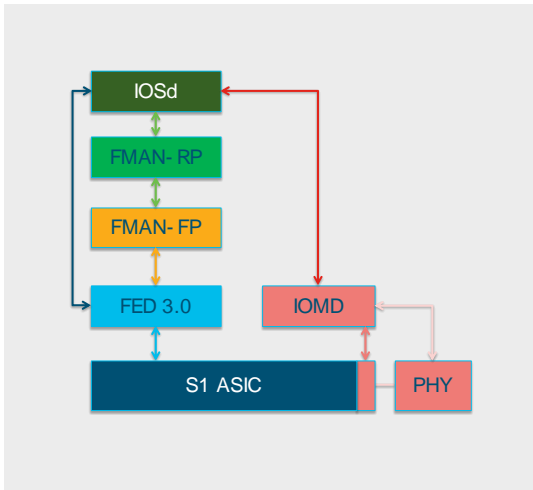 IOSd
FMAN- RP
FMAN- FP
FED 3.0
IOMD
S1 ASIC
PHY